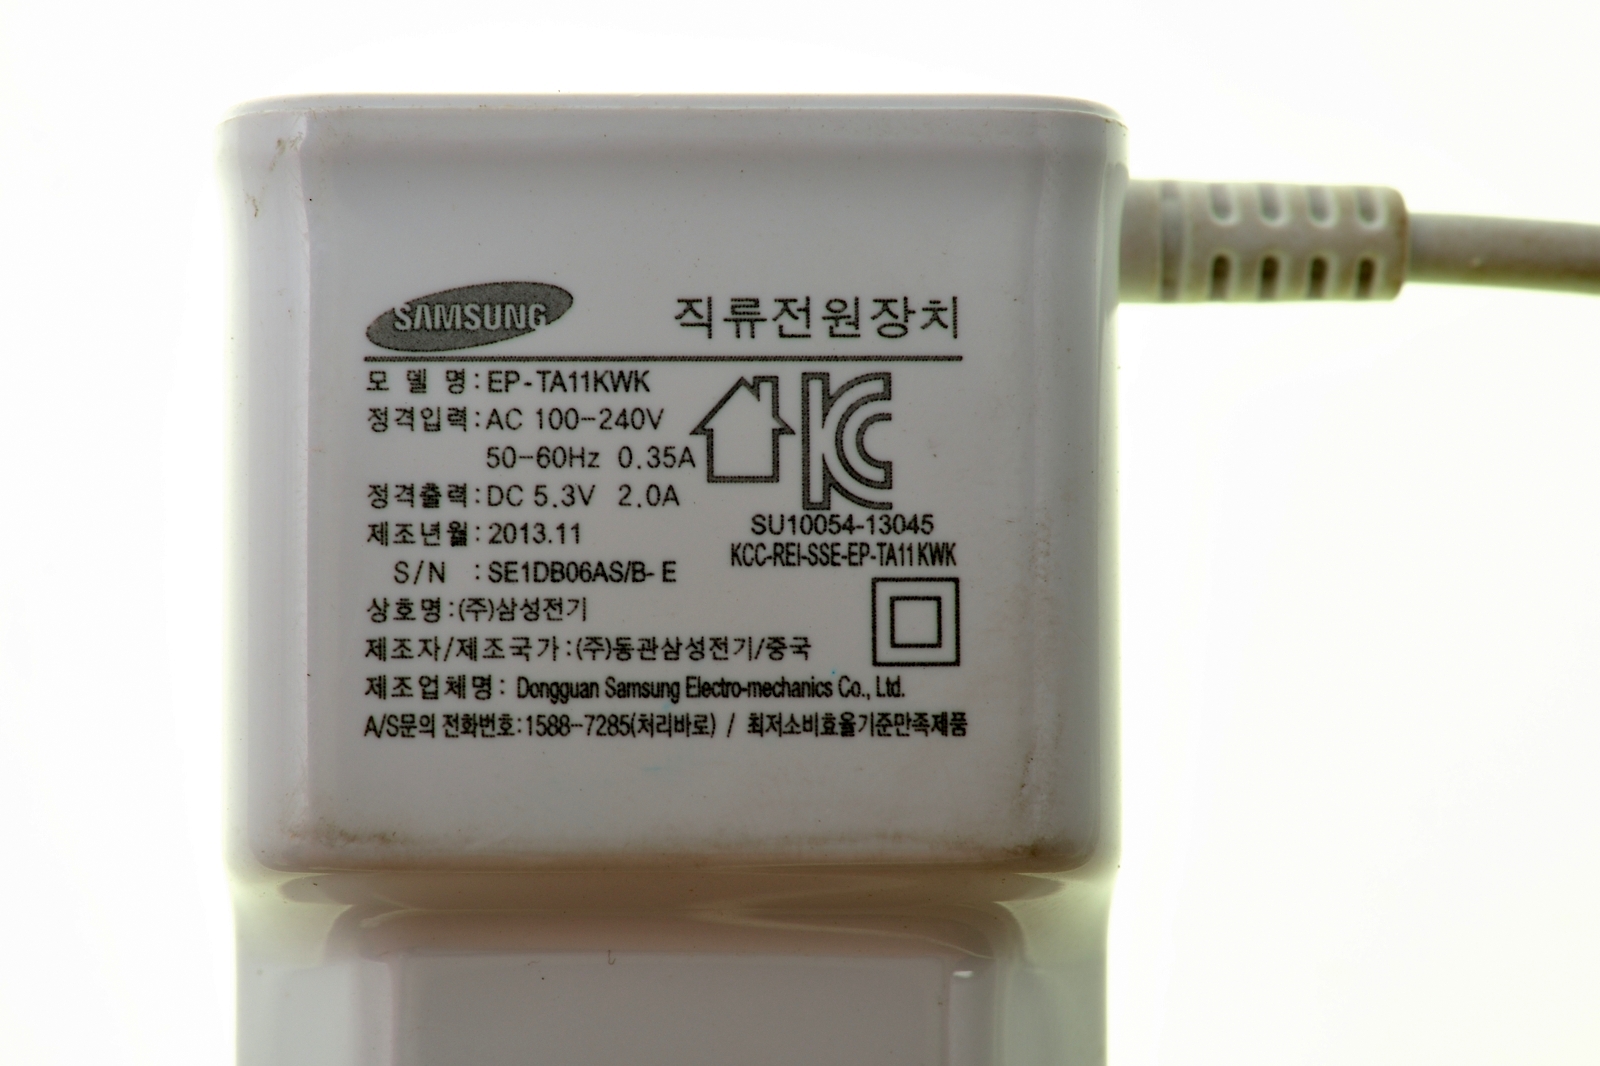 SAMSUNG 직류전원장치
모 델 명 : EP-TA11KWK
정격입력 : AC 100-240V
50-60Hz 0.35A
정격출력 : DC 5.3V 2.0A
제조년월 : 2013.11
S/N : SE1DB06AS/B- E
KC
SU10054-13045
KCC-REI-SSE-EP-TA11KWK
상호명 : (주)삼성전기
제조자/제조국가 : (주)동관삼성전기/중국
제조업체명 : Dongguan Samsung Electro-mechanics Co., Ltd.
A/S문의 전화번호 : 1588-7285(처리바로) / 최저소비효율기준만족제품